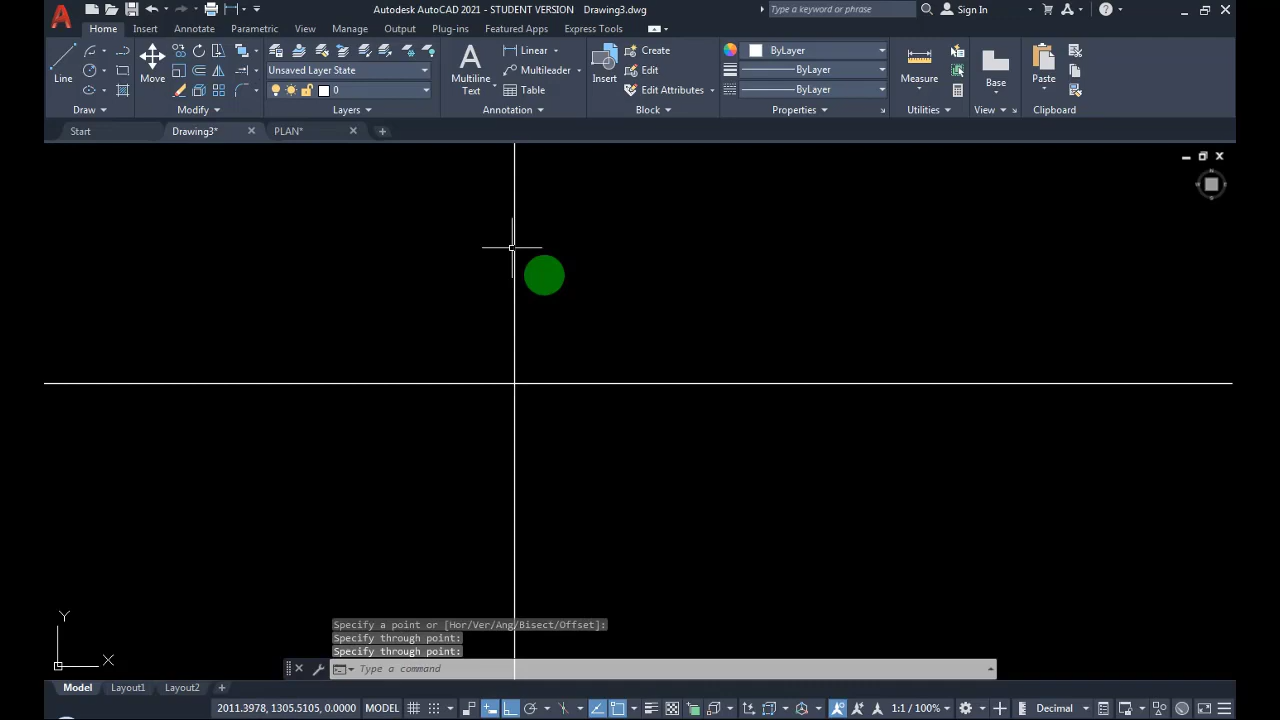 Autodesk AutoCAD 2021 - STUDENT VERSION Drawing3.dwg
Type a keyword or phrase
Sign In
Home Insert Annotate Parametric View Manage Output Plug-ins Featured Apps Express Tools
Line
Move
Unsaved Layer State
0
Multiline
Text
Linear
Multileader
Table
Insert
Create
Edit
Edit Attributes
ByLayer
ByLayer
ByLayer
Measure
Base
Paste
Draw Modify Layers Annotation Block Properties Utilities View Clipboard
Start Drawing3* PLAN*
N
W E
S
Y
X
Specify a point or [Hor/Ver/Ang/Bisect/Offset]:
Specify through point:
Specify through point:
Type a command
Model Layout1 Layout2
2011.3978, 1305.5105, 0.0000 MODEL 1:1 / 100% Decimal